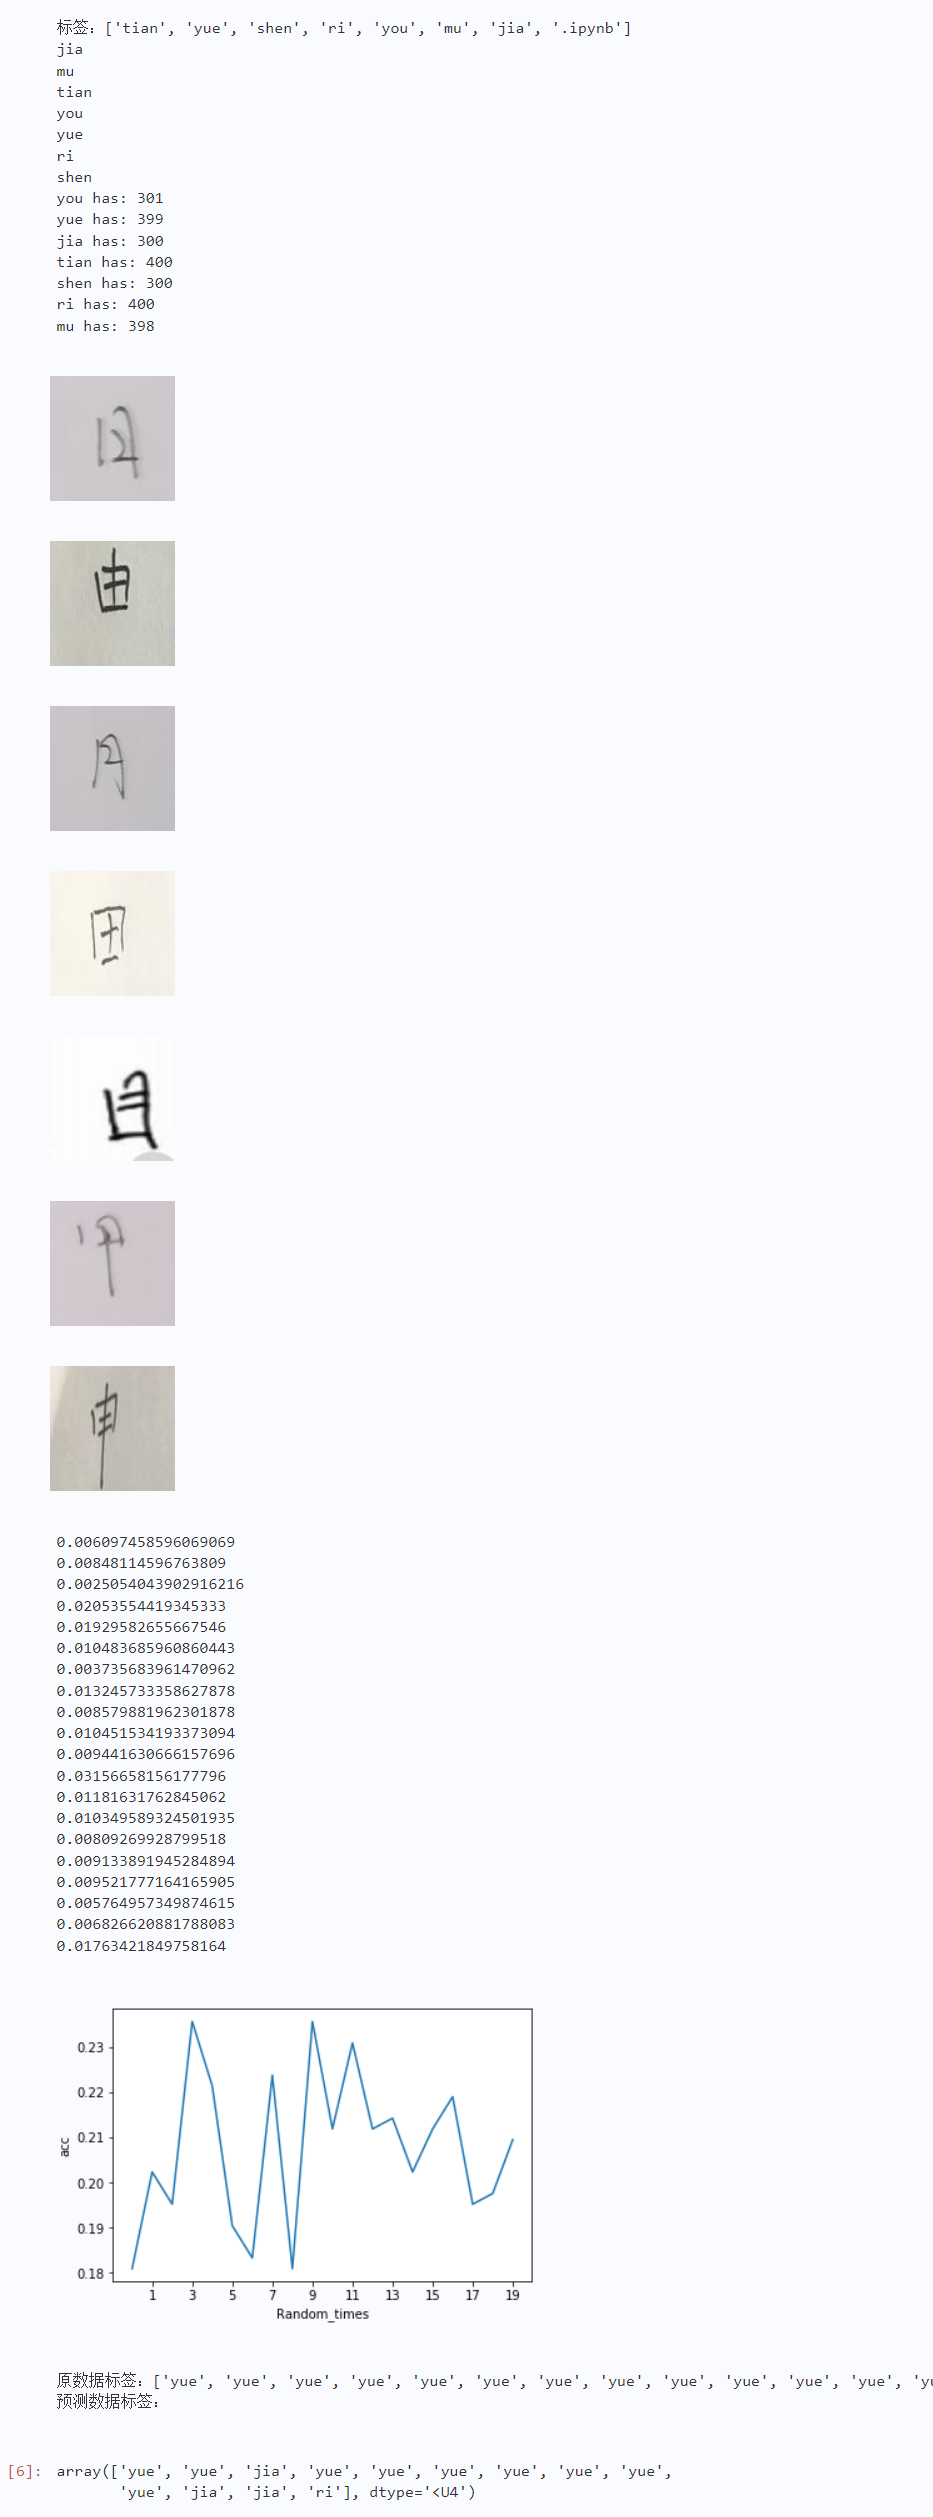 标签: ['tian', 'yue', 'shen', 'ri', 'you', 'mu', 'jia', '.ipynb']
jia
mu
tian
you
yue
ri
shen
you has: 301
yue has: 399
jia has: 300
tian has: 400
shen has: 300
ri has: 400
mu has: 398
日
由
月
田
目
甲
申
0.006097458596069069
0.00848114596763809
0.0025054043902916216
0.02053554419345333
0.01929582655667546
0.010483685960860443
0.003735683961470962
0.013245733358627878
0.008579881962301878
0.010451534193373094
0.009441630666157696
0.03156658156177796
0.01181631762845062
0.010349589324501935
0.00809269928799518
0.009133891945284894
0.009521777164165905
0.005764957349874615
0.006826620881788083
0.01763421849758164
0.23
0.22
0.21
0.20
0.19
0.18
acc
1 3 5 7 9 11 13 15 17 19
Random_times
原数据标签: ['yue', 'yue', 'yue', 'yue', 'yue', 'yue', 'yue', 'yue', 'yue', 'yue', 'yue', 'yue',
预测数据标签:
[6]: array(['yue', 'yue', 'jia', 'yue', 'yue', 'yue', 'yue', 'yue', 'yue',
'yue', 'jia', 'jia', 'ri'], dtype='<U4')